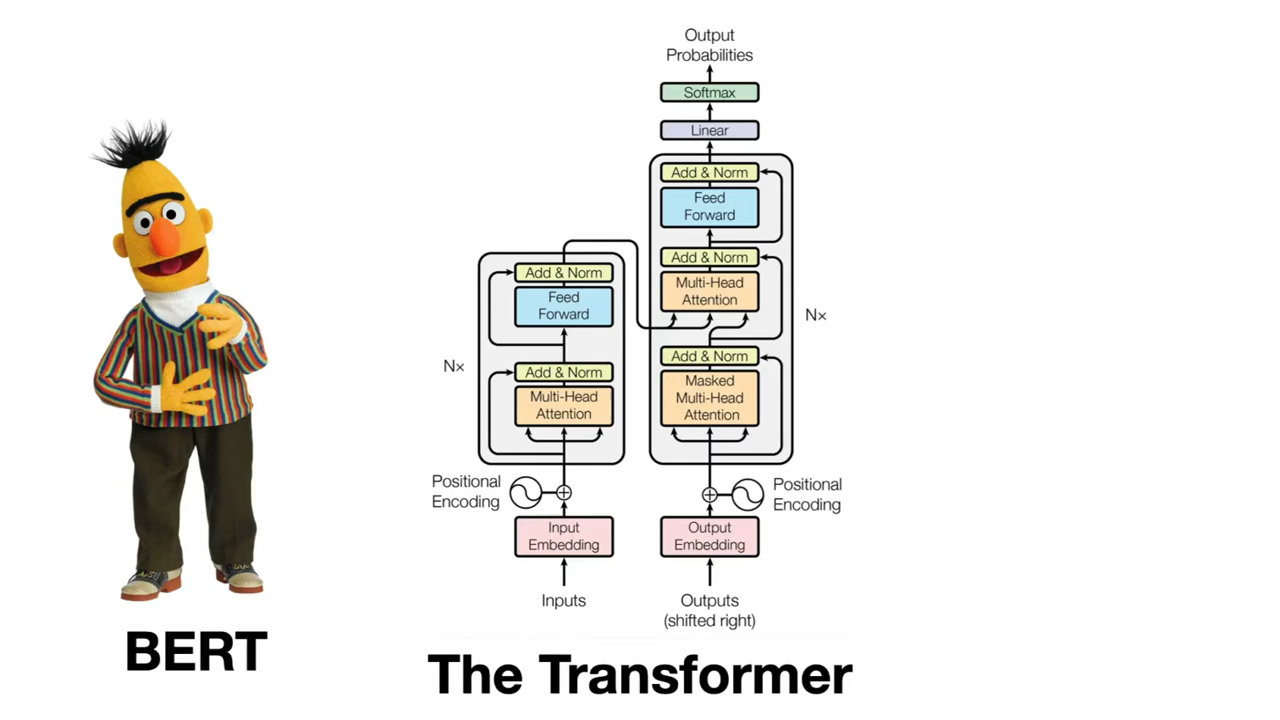 Output
Probabilities
Softmax
Linear
Add & Norm
Feed
Forward
Add & Norm
Multi-Head
Attention
Add & Norm
Masked
Multi-Head
Attention
Nx
Add & Norm
Feed
Forward
Add & Norm
Multi-Head
Attention
Nx
Positional
Encoding
Positional
Encoding
Input
Embedding
Output
Embedding
Inputs
Outputs
(shifted right)
BERT
The Transformer